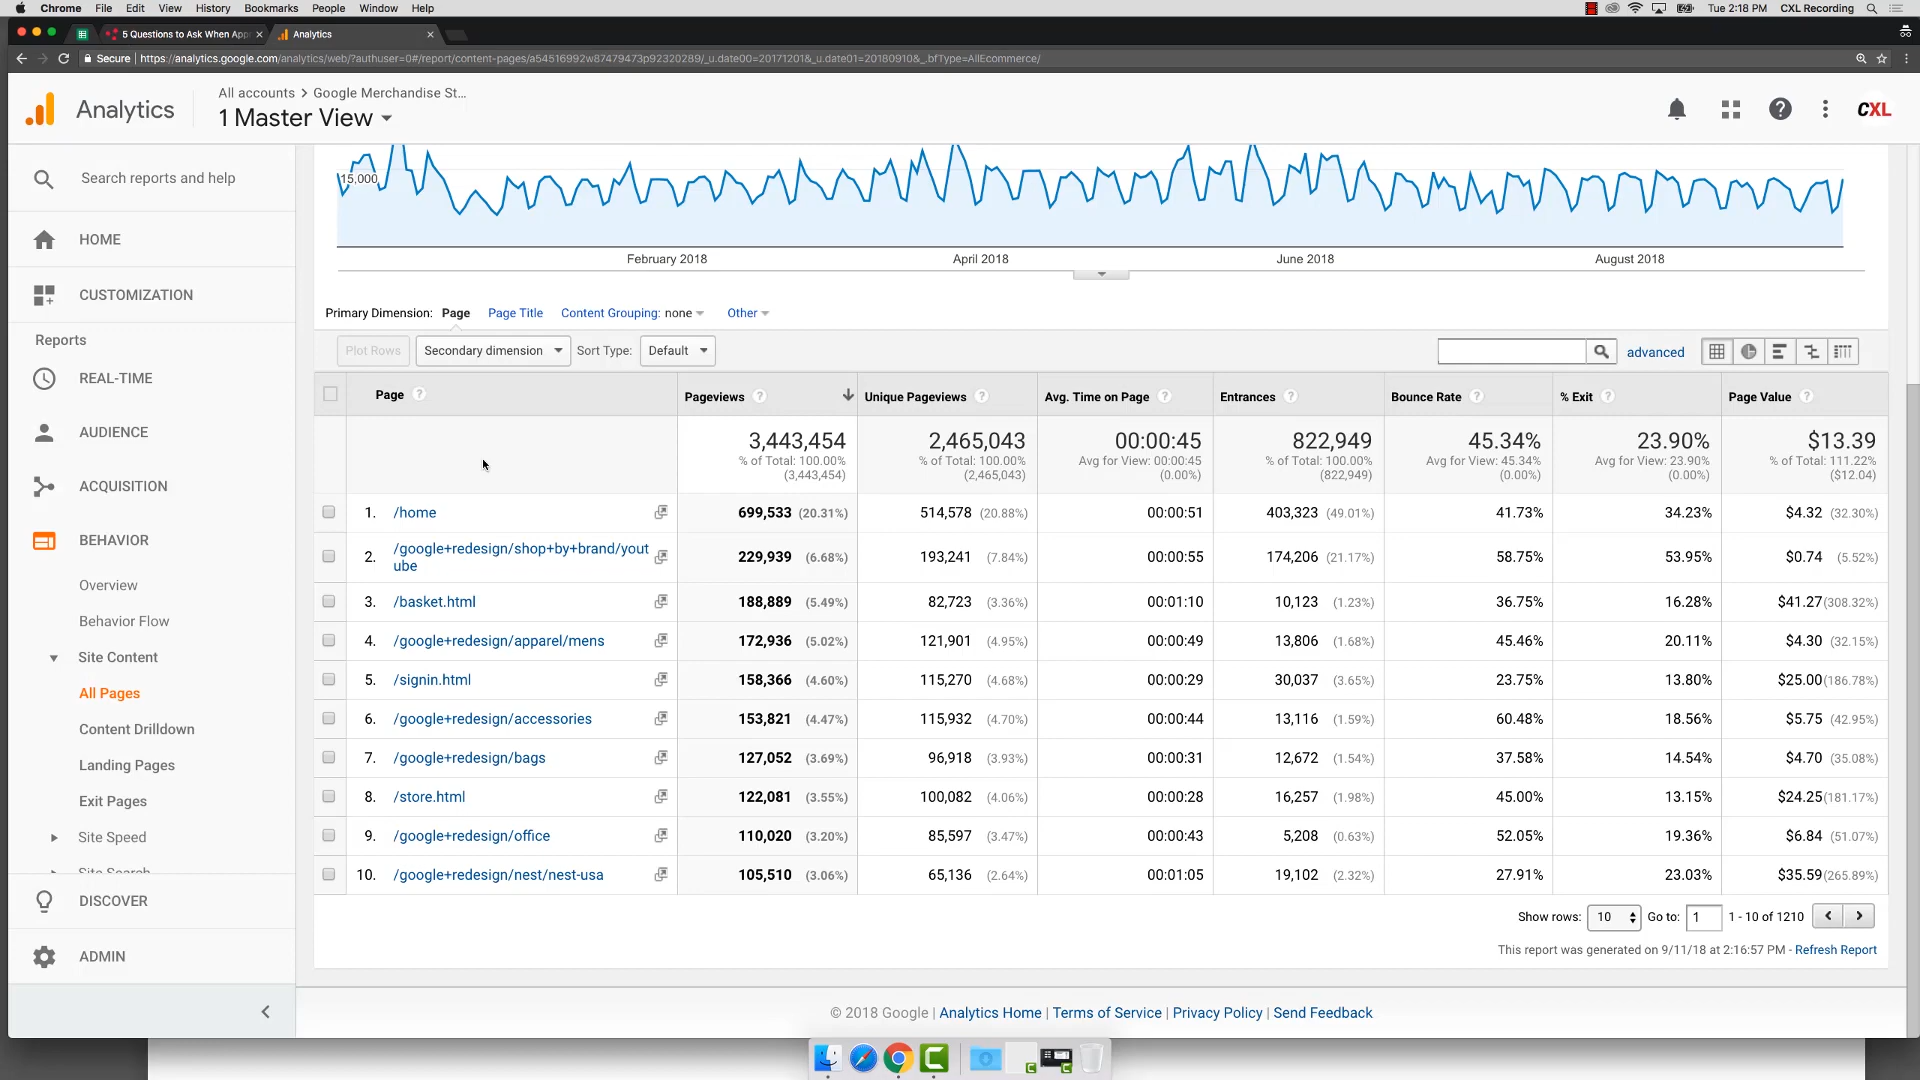 Chrome File Edit View History Bookmarks People Window Help Tue 2:18 PM CXL Recording
5 Questions to Ask When App Analytics
Secure https://analytics.google.com/analytics/web/?authuser=0#/report/content-pages/a54516992w87479473p92320289/_u.date00=20171201&_u.date01=20180910&_.bfType=AllEcommerce/
Analytics
All accounts > Google Merchandise St...
1 Master View
CXL
Search reports and help
HOME
CUSTOMIZATION
Reports
REAL-TIME
AUDIENCE
ACQUISITION
BEHAVIOR
Overview
Behavior Flow
Site Content
All Pages
Content Drilldown
Landing Pages
Exit Pages
Site Speed
Site Search
DISCOVER
ADMIN
15,000
February 2018 April 2018 June 2018 August 2018
Primary Dimension: Page Page Title Content Grouping: none Other
Plot Rows Secondary dimension Sort Type: Default advanced
Page Pageviews Unique Pageviews Avg. Time on Page Entrances Bounce Rate % Exit Page Value
3,443,454 2,465,043 00:00:45 822,949 45.34% 23.90% $13.39
% of Total: 100.00% % of Total: 100.00% Avg for View: 00:00:45 % of Total: 100.00% Avg for View: 45.34% Avg for View: 23.90% % of Total: 111.22%
(3,443,454) (2,465,043) (0.00%) (822,949) (0.00%) (0.00%) ($12.04)
1. /home 699,533 (20.31%) 514,578 (20.88%) 00:00:51 403,323 (49.01%) 41.73% 34.23% $4.32 (32.30%)
2. /google+redesign/shop+by+brand/yout
ube 229,939 (6.68%) 193,241 (7.84%) 00:00:55 174,206 (21.17%) 58.75% 53.95% $0.74 (5.52%)
3. /basket.html 188,889 (5.49%) 82,723 (3.36%) 00:01:10 10,123 (1.23%) 36.75% 16.28% $41.27(308.32%)
4. /google+redesign/apparel/mens 172,936 (5.02%) 121,901 (4.95%) 00:00:49 13,806 (1.68%) 45.46% 20.11% $4.30 (32.15%)
5. /signin.html 158,366 (4.60%) 115,270 (4.68%) 00:00:29 30,037 (3.65%) 23.75% 13.80% $25.00(186.78%)
6. /google+redesign/accessories 153,821 (4.47%) 115,932 (4.70%) 00:00:44 13,116 (1.59%) 60.48% 18.56% $5.75 (42.95%)
7. /google+redesign/bags 127,052 (3.69%) 96,918 (3.93%) 00:00:31 12,672 (1.54%) 37.58% 14.54% $4.70 (35.08%)
8. /store.html 122,081 (3.55%) 100,082 (4.06%) 00:00:28 16,257 (1.98%) 45.00% 13.15% $24.25(181.17%)
9. /google+redesign/office 110,020 (3.20%) 85,597 (3.47%) 00:00:43 5,208 (0.63%) 52.05% 19.36% $6.84 (51.07%)
10. /google+redesign/nest/nest-usa 105,510 (3.06%) 65,136 (2.64%) 00:01:05 19,102 (2.32%) 27.91% 23.03% $35.59(265.89%)
Show rows: 10 Go to: 1 1 - 10 of 1210
This report was generated on 9/11/18 at 2:16:57 PM - Refresh Report
© 2018 Google | Analytics Home | Terms of Service | Privacy Policy | Send Feedback